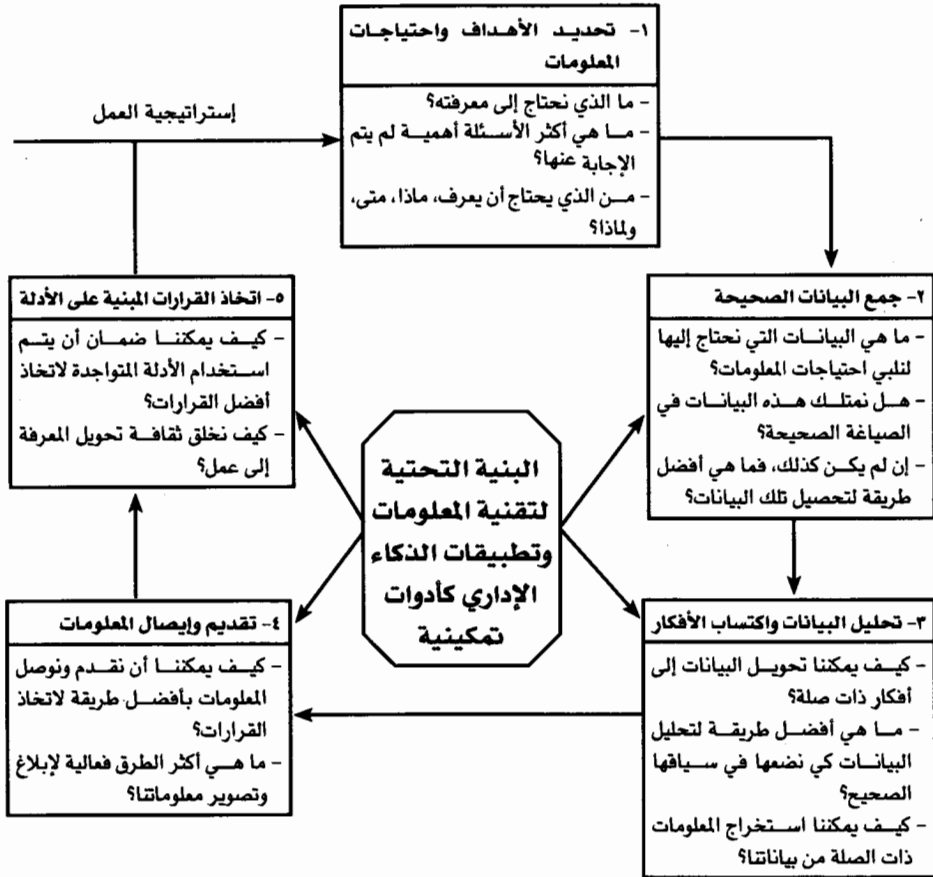 ١- تحديد الأهداف واحتياجات
المعلومات
- ما الذي نحتاج إلى معرفته؟
- ما هي أكثر الأسئلة أهمية لم يتم
الإجابة عنها؟
- من الذي يحتاج أن يعرف، ماذا، متى،
ولماذا؟
إستراتيجية العمل
٢- جمع البيانات الصحيحة
- ما هي البيانات التي نحتاج إليها
لنلبي احتياجات المعلومات؟
- هل نمتلك هذه البيانات في
الصياغة الصحيحة؟
- إن لم يكن كذلك، فما هي أفضل
طريقة لتحصيل تلك البيانات؟
٣- تحليل البيانات واكتساب الأفكار
- كيف يمكننا تحويل البيانات إلى
أفكار ذات صلة؟
- ما هي أفضل طريقة لتحليل
البيانات كي نضعها في سياقها
الصحيح؟
- كيف يمكننا استخراج المعلومات
ذات الصلة من بياناتنا؟
٤- تقديم وإيصال المعلومات
- كيف يمكننا أن نقدم ونوصل
المعلومات بأفضل طريقة لاتخاذ
القرارات؟
- ما هي أكثر الطرق فعالية لإبلاغ
وتصوير معلوماتنا؟
٥- اتخاذ القرارات المبنية على الأدلة
- كيف يمكننا ضمان أن يتم
استخدام الأدلة المتواجدة لاتخاذ
أفضل القرارات؟
- كيف نخلق ثقافة تحويل المعرفة
إلى عمل؟
البنية التحتية
لتقنية المعلومات
وتطبيقات الذكاء
الإداري كأدوات
تمكينية